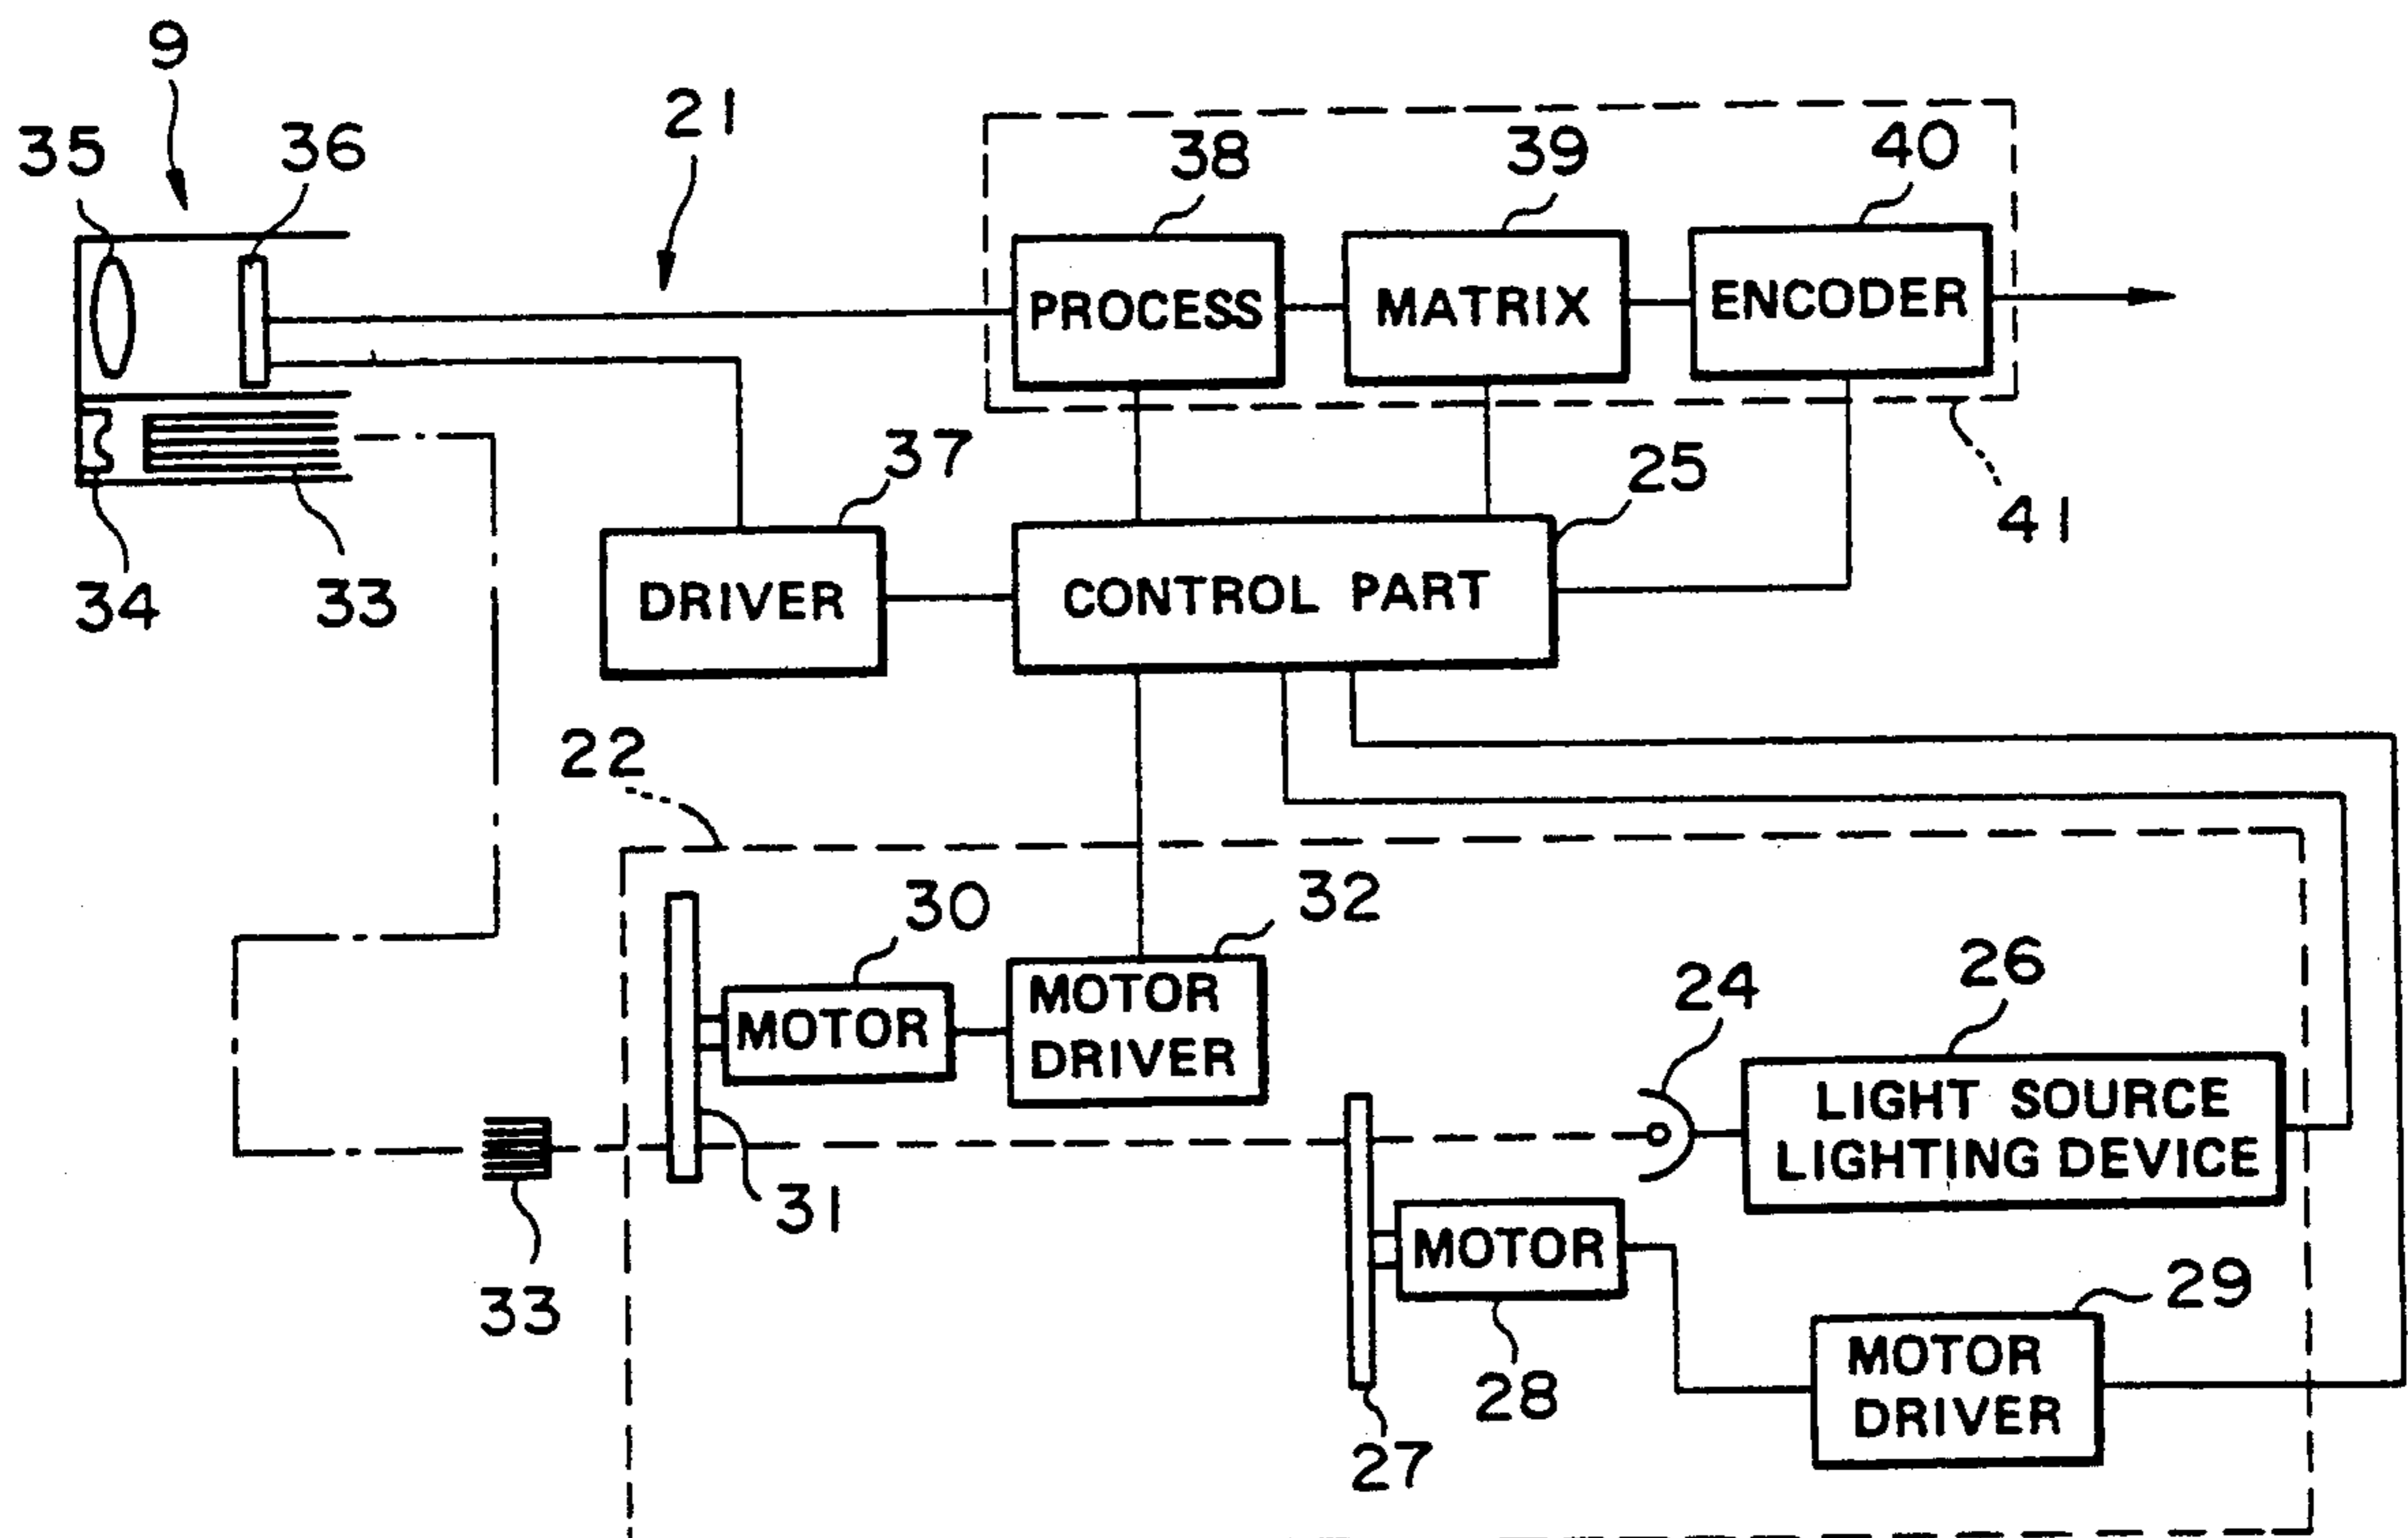 9
21
35
36
38
39
40
PROCESS
MATRIX
ENCODER
37
25
41
34
33
DRIVER
CONTROL PART
22
30
32
24
26
MOTOR
MOTOR
DRIVER
LIGHT SOURCE
LIGHTING DEVICE
31
33
MOTOR
28
29
27
MOTOR
DRIVER